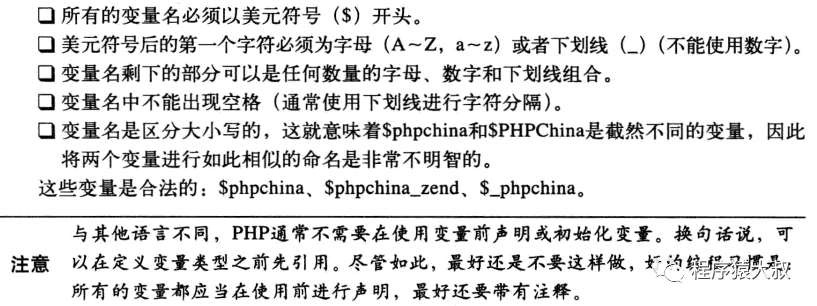 ❑ 所有的变量名必须以美元符号（$）开头。
❑ 美元符号后的第一个字符必须为字母（A～Z，a～z）或者下划线（_）（不能使用数字）。
❑ 变量名剩下的部分可以是任何数量的字母、数字和下划线组合。
❑ 变量名中不能出现空格（通常使用下划线进行字符分隔）。
❑ 变量名是区分大小写的，这就意味着$phpchina和$PHPChina是截然不同的变量，因此
将两个变量进行如此相似的命名是非常不明智的。
这些变量是合法的：$phpchina、$phpchina_zend、$_phpchina。
与其他语言不同，PHP通常不需要在使用变量前声明或初始化变量。换句话说，可
注意 以在定义变量类型之前先引用。尽管如此，最好还是不要这样做，
所有的变量都应当在使用前进行声明，最好还要带有注释。
程序猿大叔